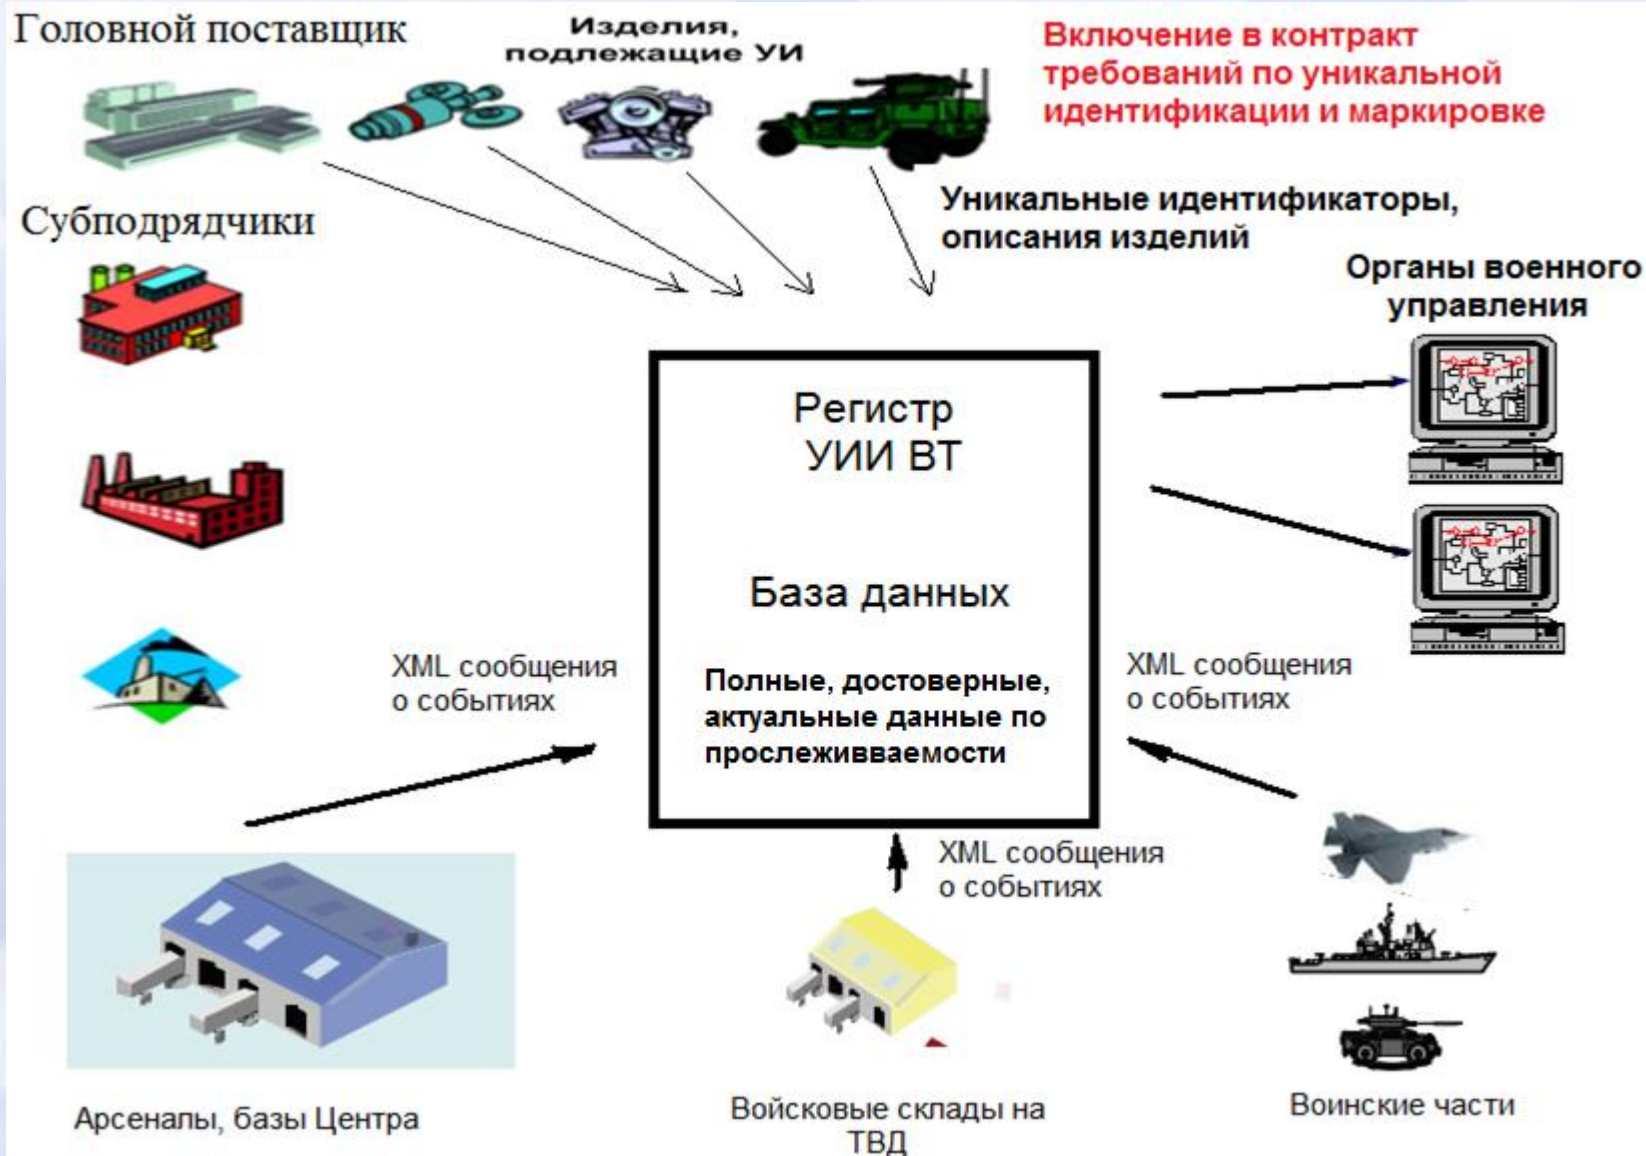 Головной поставщик
Изделия,
подлежащие УИ
Включение в контракт
требований по уникальной
идентификации и маркировке
Субподрядчики
Уникальные идентификаторы,
описания изделий
Органы военного
управления
Регистр
УИИ ВТ
База данных
Полные, достоверные,
актуальные данные по
прослеживваемости
XML сообщения
о событиях
XML сообщения
о событиях
XML сообщения
о событиях
Арсеналы, базы Центра
Войсковые склады на
ТВД
Воинские части